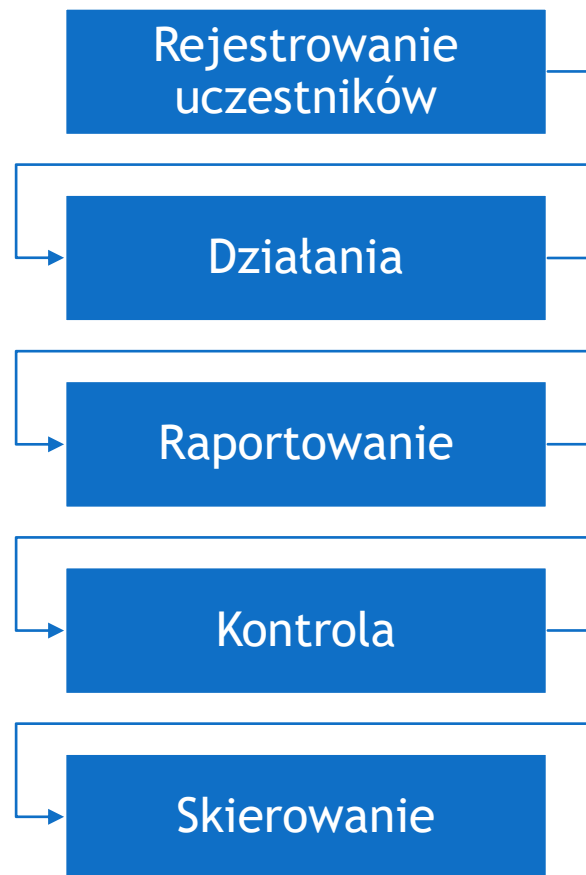 Rejestrowanie
uczestników
Działania
Raportowanie
Kontrola
Skierowanie